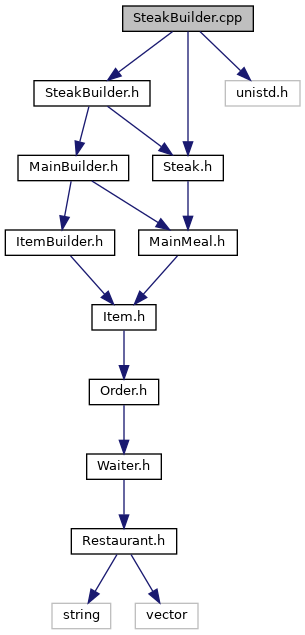 SteakBuilder.cpp
SteakBuilder.h
unistd.h
MainBuilder.h
Steak.h
ItemBuilder.h
MainMeal.h
Item.h
Order.h
Waiter.h
Restaurant.h
string
vector